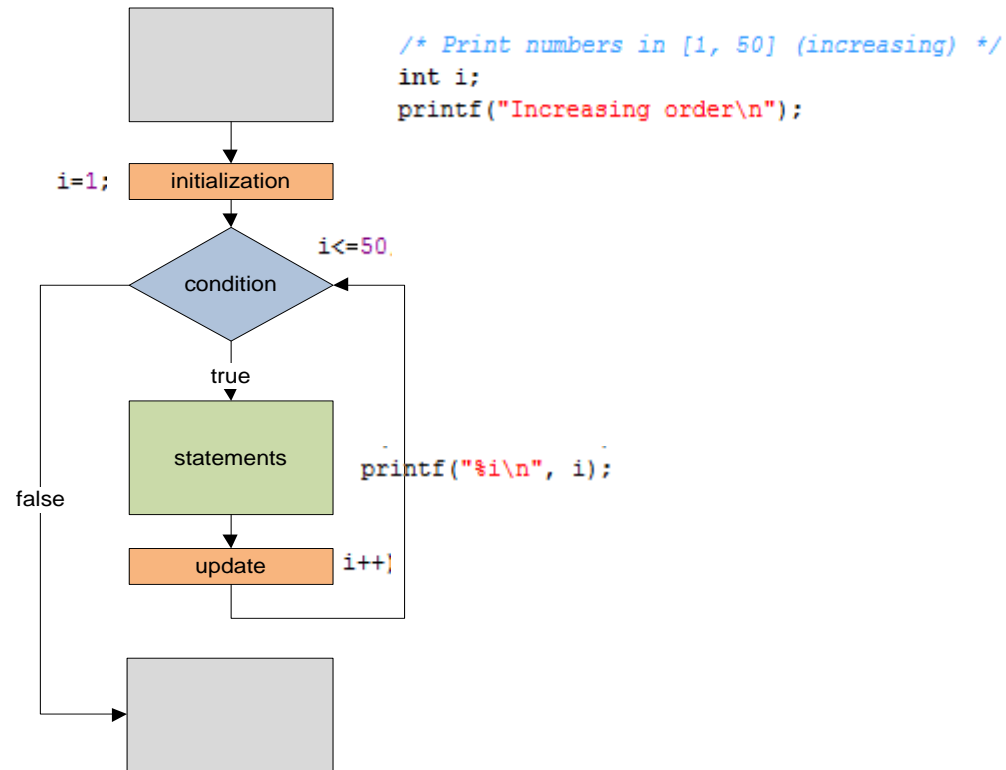 /* Print numbers in [1, 50] (increasing) */
int i;
printf("Increasing order\n");
i=1;
initialization
i<=50
condition
true
statements
printf("%i\n", i);
false
update
i++)